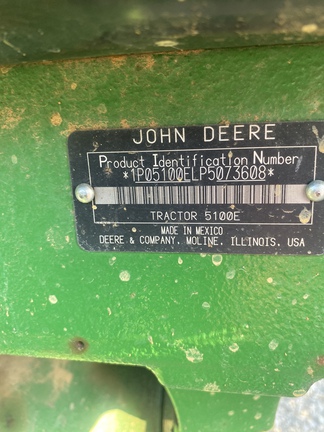 JOHN DEERE
Product Identification Number
*1P05100ELP5073608*
TRACTOR 5100E
MADE IN MEXICO
DEERE & COMPANY, MOLINE, ILLINOIS, USA